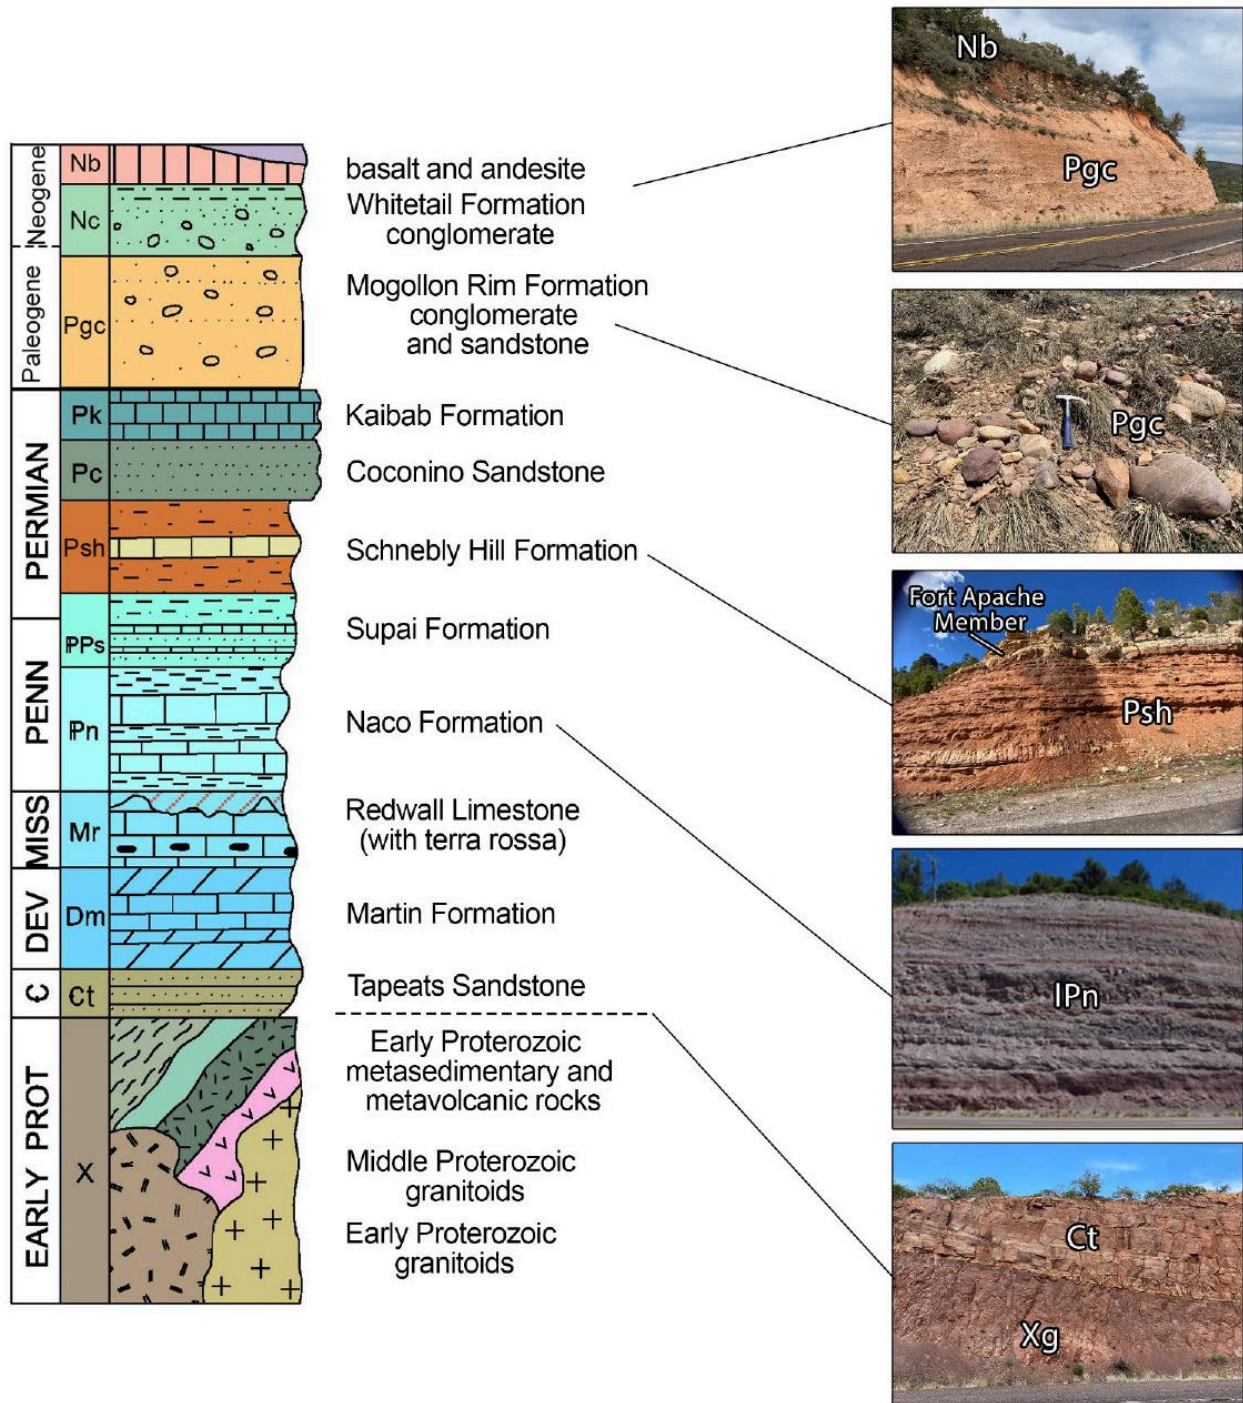 Neogene
Paleogene
PERMIAN
PENN
MISS
DEV
Ꞓ
EARLY PROT
Nb
Nc
Pgc
Pk
Pc
Psh
ⱣPs
Ᵽn
Mr
Dm
Ꞓt
X
basalt and andesite
Whitetail Formation
conglomerate
Mogollon Rim Formation
conglomerate
and sandstone
Kaibab Formation
Coconino Sandstone
Schnebly Hill Formation
Supai Formation
Naco Formation
Redwall Limestone
(with terra rossa)
Martin Formation
Tapeats Sandstone
Early Proterozoic
metasedimentary and
metavolcanic rocks
Middle Proterozoic
granitoids
Early Proterozoic
granitoids
Nb
Pgc
Pgc
Fort Apache
Member
Psh
IPn
Ct
Xg